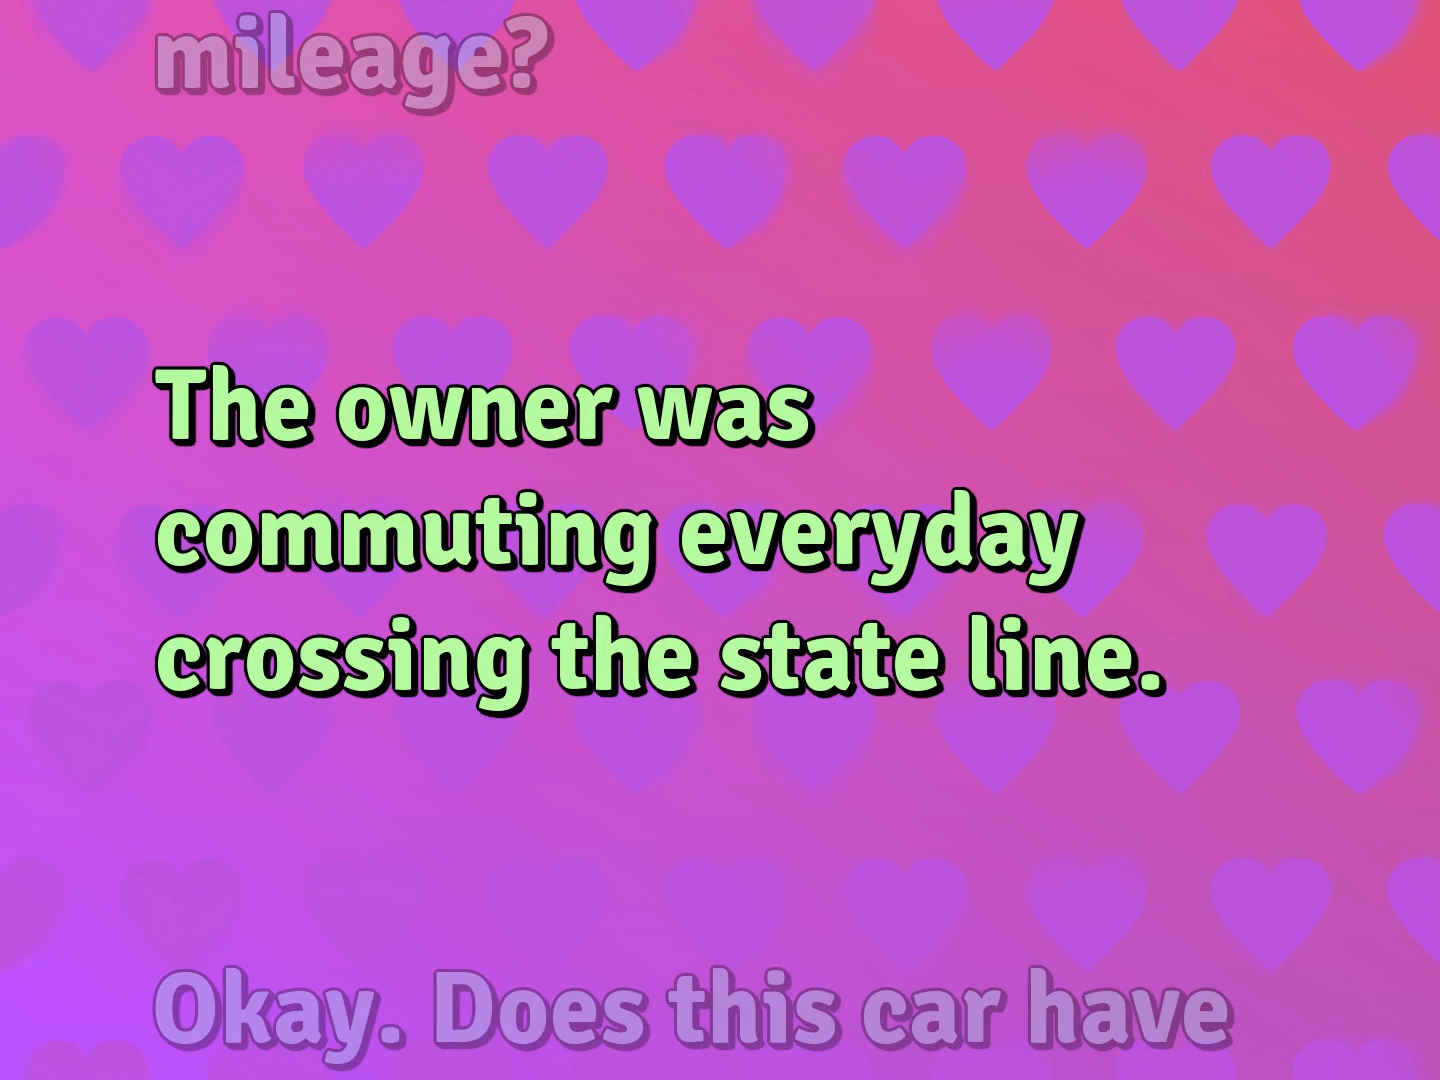 mileage?
The owner was
commuting everyday
crossing the state line.
Okay. Does this car have